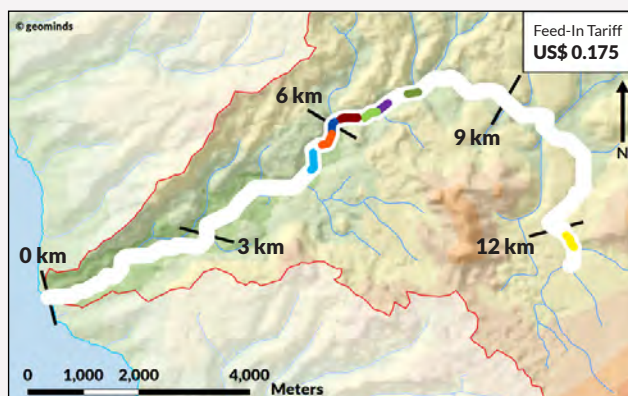 © geominds
Feed-In Tariff
US$ 0.175
6 km
9 km
N
0 km
3 km
12 km
0 1,000 2,000 4,000
Meters